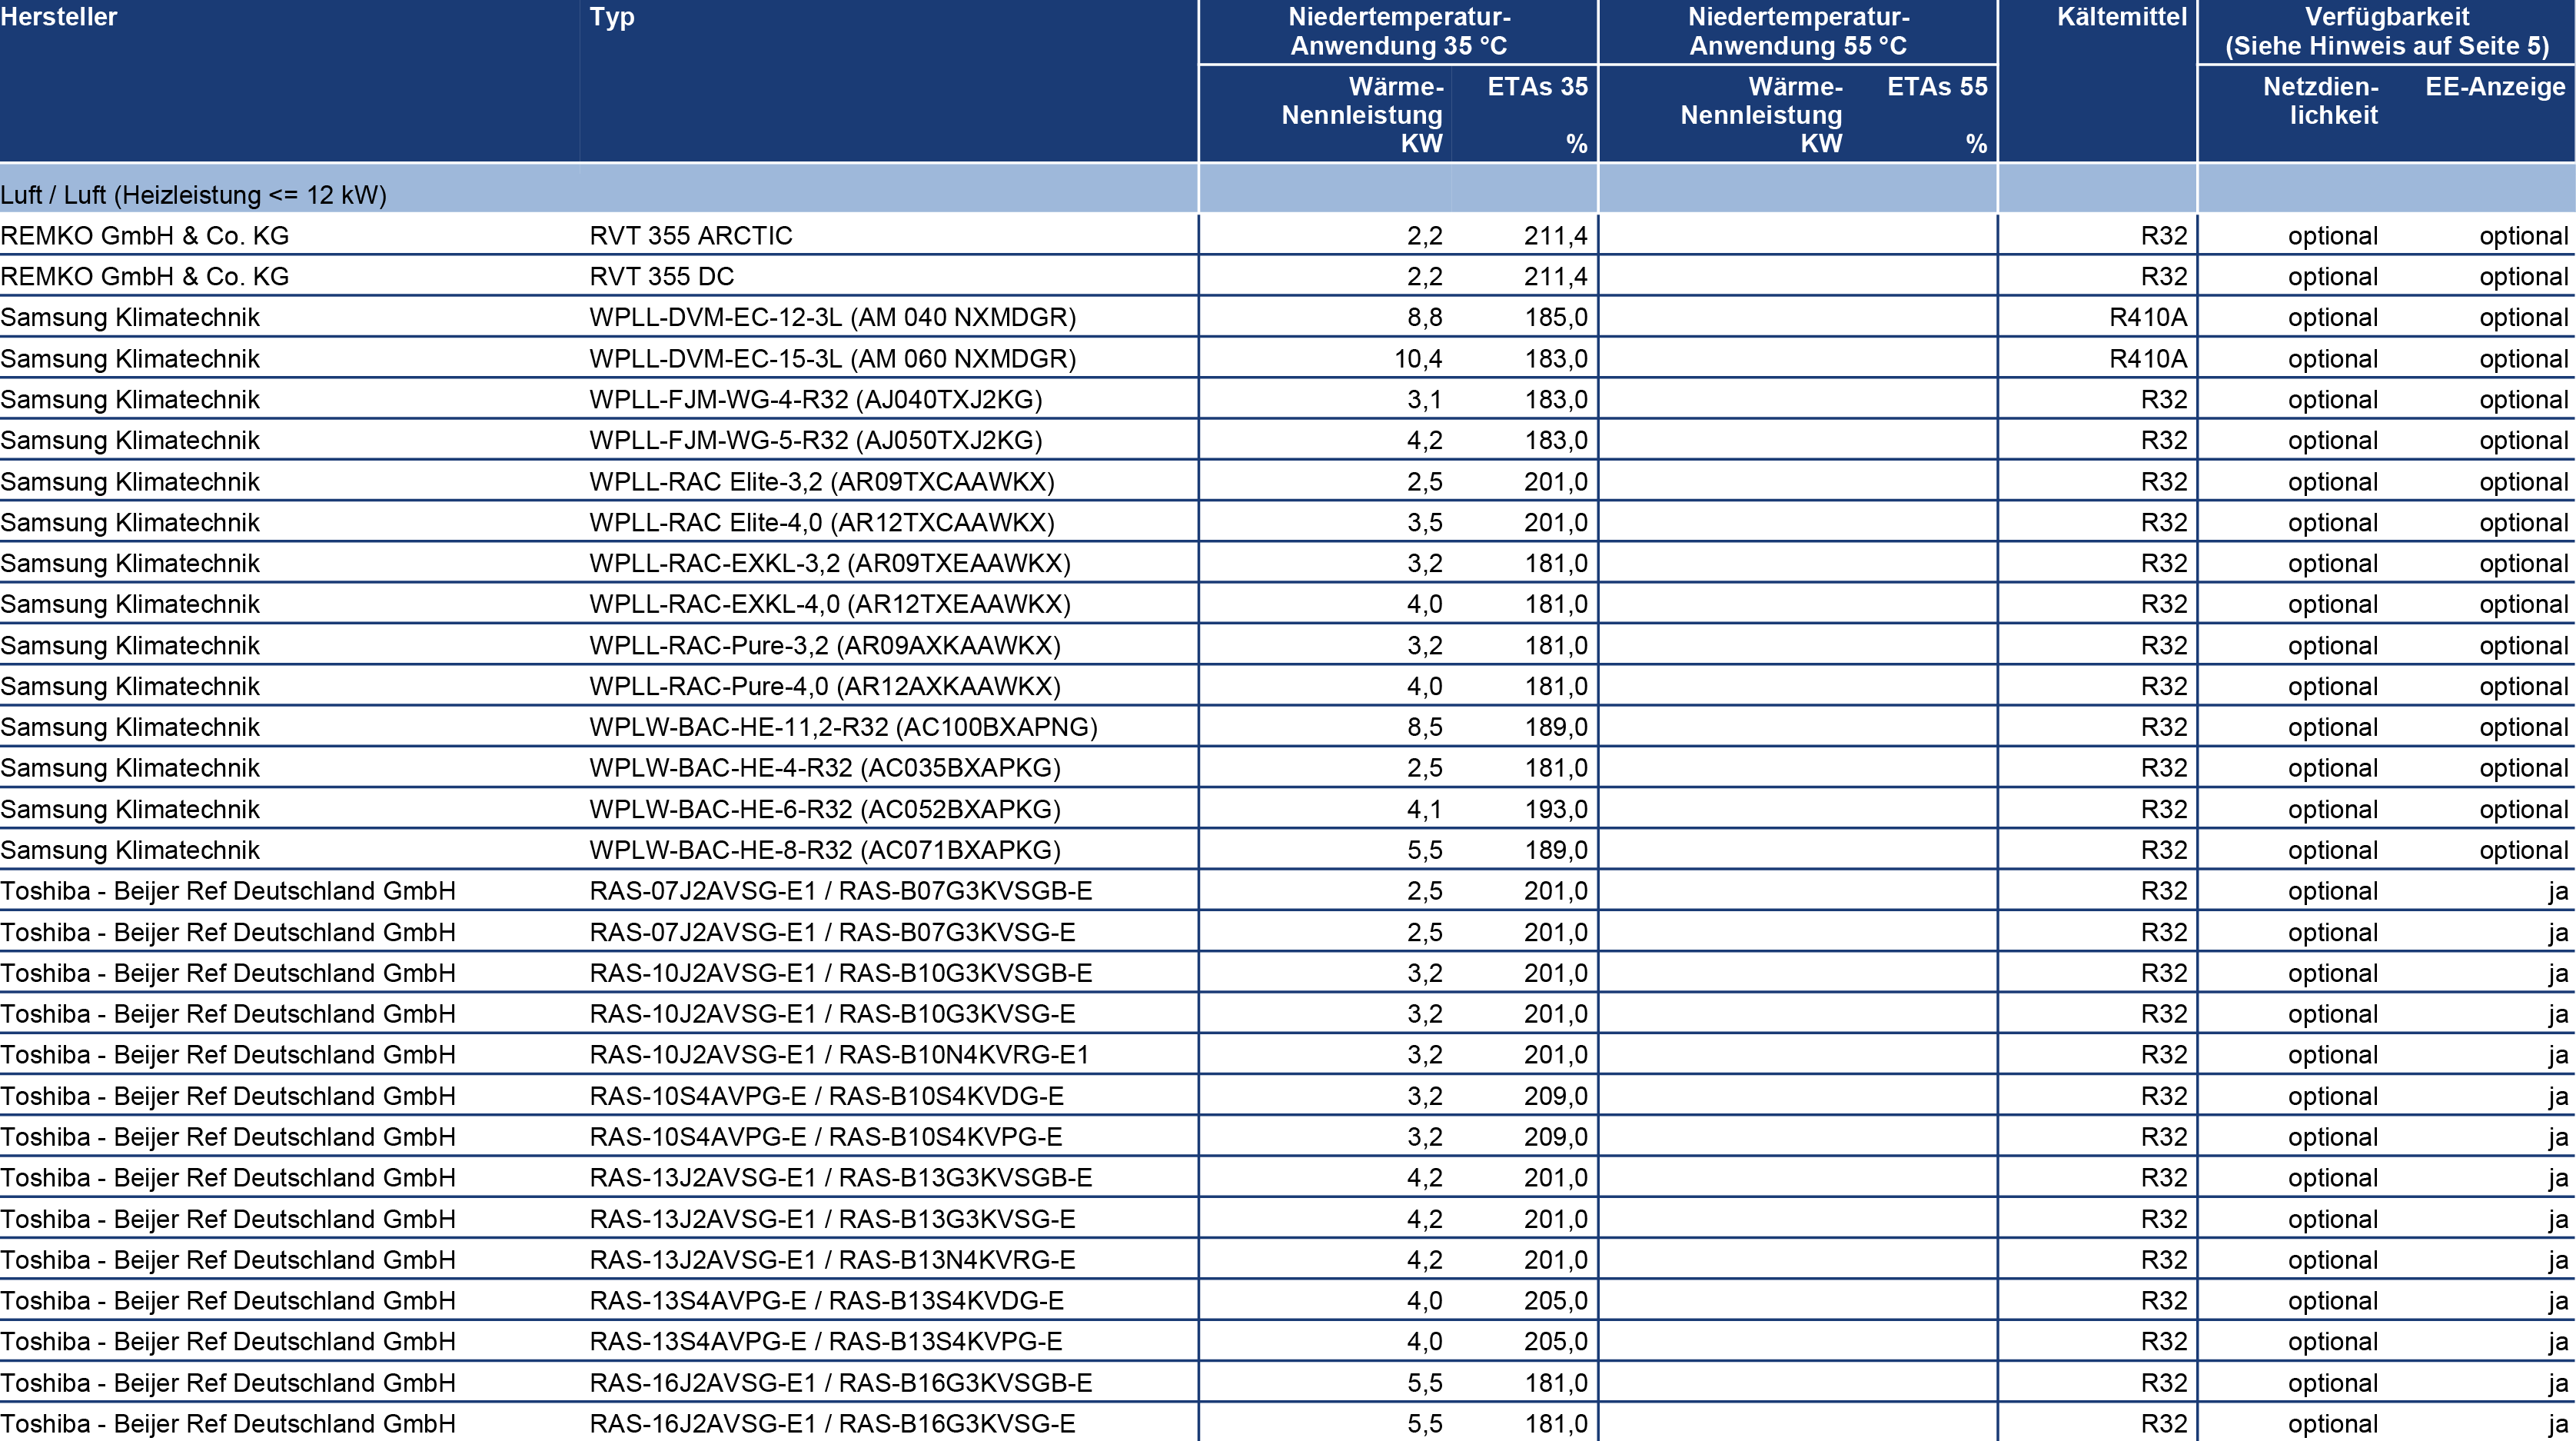 Hersteller Typ Niedertemperatur- Niedertemperatur- Kältemittel Verfügbarkeit
Anwendung 35 °C Anwendung 55 °C (Siehe Hinweis auf Seite 5)
Wärme- ETAs 35 Wärme- ETAs 55 Netzdien- EE-Anzeige
Nennleistung Nennleistung lichkeit
KW % KW %
Luft / Luft (Heizleistung <= 12 kW)
REMKO GmbH & Co. KG RVT 355 ARCTIC 2,2 211,4 R32 optional optional
REMKO GmbH & Co. KG RVT 355 DC 2,2 211,4 R32 optional optional
Samsung Klimatechnik WPLL-DVM-EC-12-3L (AM 040 NXMDGR) 8,8 185,0 R410A optional optional
Samsung Klimatechnik WPLL-DVM-EC-15-3L (AM 060 NXMDGR) 10,4 183,0 R410A optional optional
Samsung Klimatechnik WPLL-FJM-WG-4-R32 (AJ040TXJ2KG) 3,1 183,0 R32 optional optional
Samsung Klimatechnik WPLL-FJM-WG-5-R32 (AJ050TXJ2KG) 4,2 183,0 R32 optional optional
Samsung Klimatechnik WPLL-RAC Elite-3,2 (AR09TXCAAWKX) 2,5 201,0 R32 optional optional
Samsung Klimatechnik WPLL-RAC Elite-4,0 (AR12TXCAAWKX) 3,5 201,0 R32 optional optional
Samsung Klimatechnik WPLL-RAC-EXKL-3,2 (AR09TXEAAWKX) 3,2 181,0 R32 optional optional
Samsung Klimatechnik WPLL-RAC-EXKL-4,0 (AR12TXEAAWKX) 4,0 181,0 R32 optional optional
Samsung Klimatechnik WPLL-RAC-Pure-3,2 (AR09AXKAAWKX) 3,2 181,0 R32 optional optional
Samsung Klimatechnik WPLL-RAC-Pure-4,0 (AR12AXKAAWKX) 4,0 181,0 R32 optional optional
Samsung Klimatechnik WPLW-BAC-HE-11,2-R32 (AC100BXAPNG) 8,5 189,0 R32 optional optional
Samsung Klimatechnik WPLW-BAC-HE-4-R32 (AC035BXAPKG) 2,5 181,0 R32 optional optional
Samsung Klimatechnik WPLW-BAC-HE-6-R32 (AC052BXAPKG) 4,1 193,0 R32 optional optional
Samsung Klimatechnik WPLW-BAC-HE-8-R32 (AC071BXAPKG) 5,5 189,0 R32 optional optional
Toshiba - Beijer Ref Deutschland GmbH RAS-07J2AVSG-E1 / RAS-B07G3KVSGB-E 2,5 201,0 R32 optional ja
Toshiba - Beijer Ref Deutschland GmbH RAS-07J2AVSG-E1 / RAS-B07G3KVSG-E 2,5 201,0 R32 optional ja
Toshiba - Beijer Ref Deutschland GmbH RAS-10J2AVSG-E1 / RAS-B10G3KVSGB-E 3,2 201,0 R32 optional ja
Toshiba - Beijer Ref Deutschland GmbH RAS-10J2AVSG-E1 / RAS-B10G3KVSG-E 3,2 201,0 R32 optional ja
Toshiba - Beijer Ref Deutschland GmbH RAS-10J2AVSG-E1 / RAS-B10N4KVRG-E1 3,2 201,0 R32 optional ja
Toshiba - Beijer Ref Deutschland GmbH RAS-10S4AVPG-E / RAS-B10S4KVDG-E 3,2 209,0 R32 optional ja
Toshiba - Beijer Ref Deutschland GmbH RAS-10S4AVPG-E / RAS-B10S4KVPG-E 3,2 209,0 R32 optional ja
Toshiba - Beijer Ref Deutschland GmbH RAS-13J2AVSG-E1 / RAS-B13G3KVSGB-E 4,2 201,0 R32 optional ja
Toshiba - Beijer Ref Deutschland GmbH RAS-13J2AVSG-E1 / RAS-B13G3KVSG-E 4,2 201,0 R32 optional ja
Toshiba - Beijer Ref Deutschland GmbH RAS-13J2AVSG-E1 / RAS-B13N4KVRG-E 4,2 201,0 R32 optional ja
Toshiba - Beijer Ref Deutschland GmbH RAS-13S4AVPG-E / RAS-B13S4KVDG-E 4,0 205,0 R32 optional ja
Toshiba - Beijer Ref Deutschland GmbH RAS-13S4AVPG-E / RAS-B13S4KVPG-E 4,0 205,0 R32 optional ja
Toshiba - Beijer Ref Deutschland GmbH RAS-16J2AVSG-E1 / RAS-B16G3KVSGB-E 5,5 181,0 R32 optional ja
Toshiba - Beijer Ref Deutschland GmbH RAS-16J2AVSG-E1 / RAS-B16G3KVSG-E 5,5 181,0 R32 optional ja